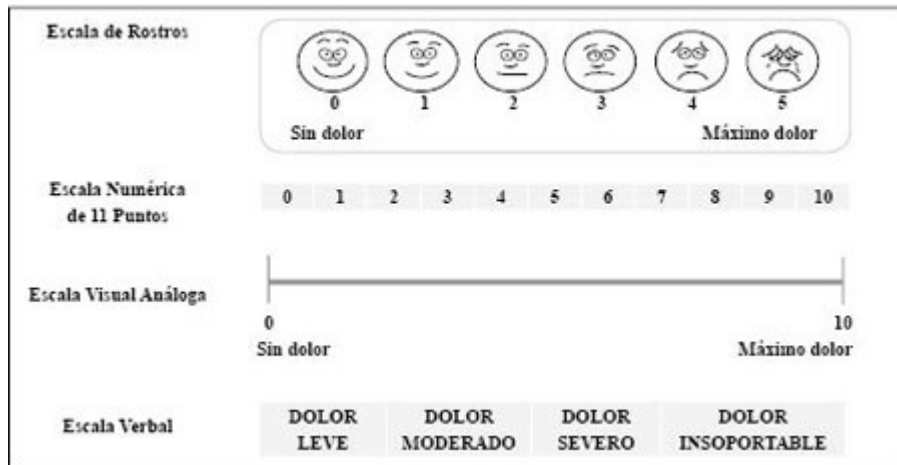 Escala de Rostros
0 1 2 3 4 5
Sin dolor Máximo dolor
Escala Numérica
de 11 Puntos
0 1 2 3 4 5 6 7 8 9 10
Escala Visual Análoga
0 10
Sin dolor Máximo dolor
Escala Verbal
DOLOR LEVE
DOLOR MODERADO
DOLOR SEVERO
DOLOR INSOPORTABLE